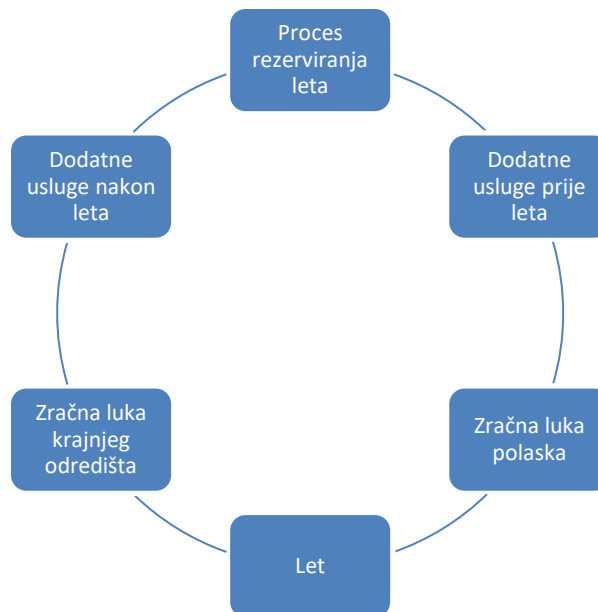 Proces
rezerviranja
leta
Dodatne
usluge prije
leta
Zračna luka
polaska
Let
Zračna luka
krajnjeg
odredišta
Dodatne
usluge nakon
leta